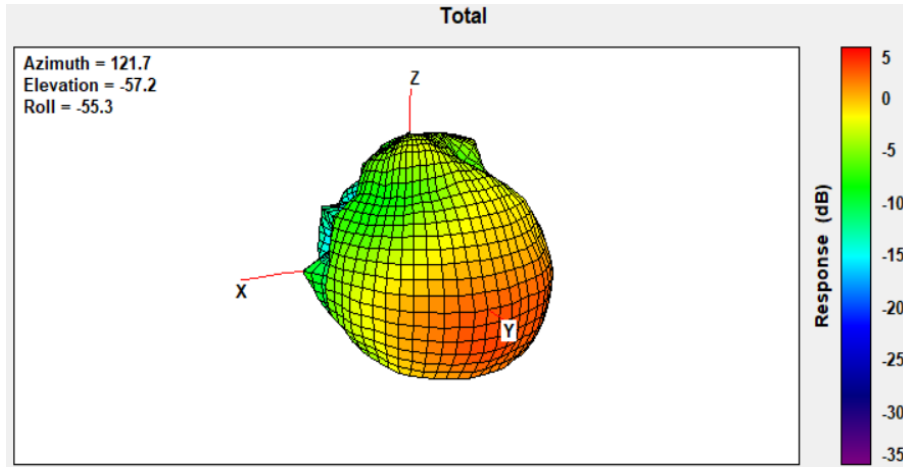 Total
Azimuth = 121.7
Elevation = -57.2
Roll = -55.3
Z
X
Y
5
0
-5
-10
-15
-20
-25
-30
-35
Response (dB)